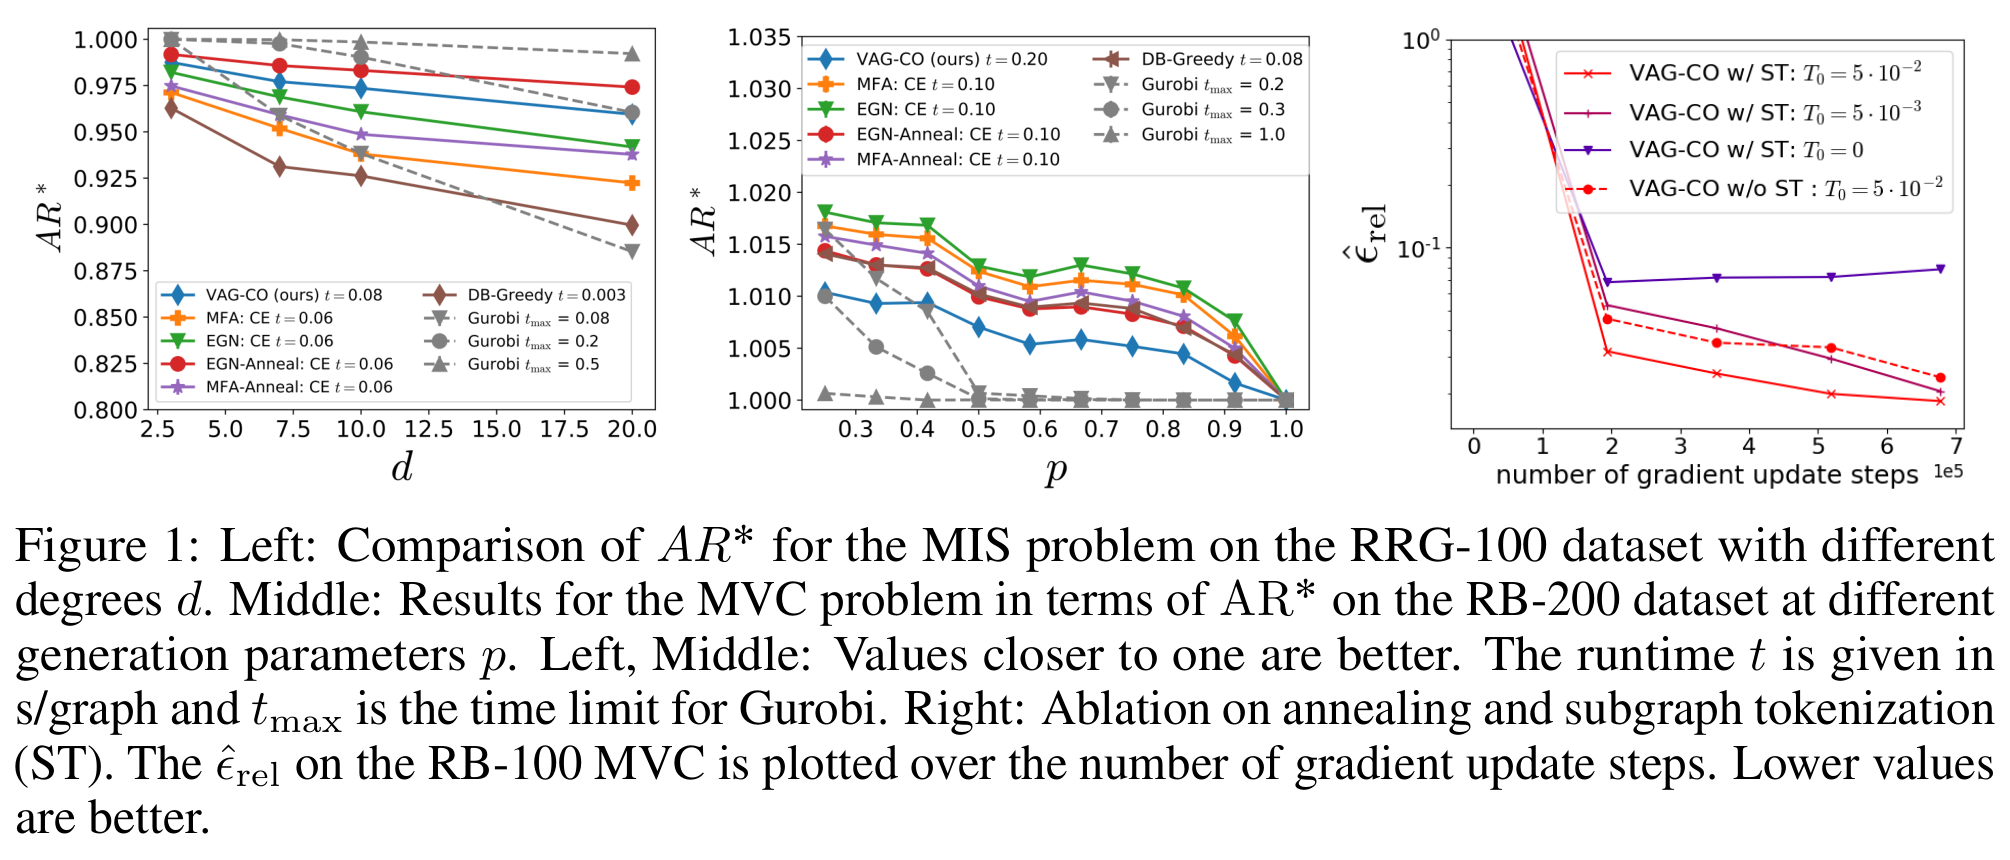 1.000
0.975
0.950
0.925
0.900
0.875
0.850
0.825
0.800
AR*
2.5 5.0 7.5 10.0 12.5 15.0 17.5 20.0
d
VAG-CO (ours) t = 0.08
MFA: CE t = 0.06
EGN: CE t = 0.06
EGN-Anneal: CE t = 0.06
MFA-Anneal: CE t = 0.06
DB-Greedy t = 0.003
Gurobi t_max = 0.08
Gurobi t_max = 0.2
Gurobi t_max = 0.5
1.035
1.030
1.025
1.020
1.015
1.010
1.005
1.000
AR*
0.3 0.4 0.5 0.6 0.7 0.8 0.9 1.0
p
VAG-CO (ours) t = 0.20
MFA: CE t = 0.10
EGN: CE t = 0.10
EGN-Anneal: CE t = 0.10
MFA-Anneal: CE t = 0.10
DB-Greedy t = 0.08
Gurobi t_max = 0.2
Gurobi t_max = 0.3
Gurobi t_max = 1.0
10⁰
10⁻¹
ϵ̂_rel
VAG-CO w/ ST: T₀ = 5 · 10⁻²
VAG-CO w/ ST: T₀ = 5 · 10⁻³
VAG-CO w/ ST: T₀ = 0
VAG-CO w/o ST : T₀ = 5 · 10⁻²
0 1 2 3 4 5 6 7
number of gradient update steps 1e5
Figure 1: Left: Comparison of AR* for the MIS problem on the RRG-100 dataset with different
degrees d. Middle: Results for the MVC problem in terms of AR* on the RB-200 dataset at different
generation parameters p. Left, Middle: Values closer to one are better. The runtime t is given in
s/graph and t_max is the time limit for Gurobi. Right: Ablation on annealing and subgraph tokenization
(ST). The ϵ̂_rel on the RB-100 MVC is plotted over the number of gradient update steps. Lower values
are better.